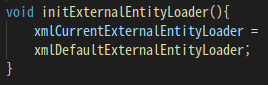 void initExternalEntityLoader(){
    xmlCurrentExternalEntityLoader =
    xmlDefaultExternalEntityLoader;
}